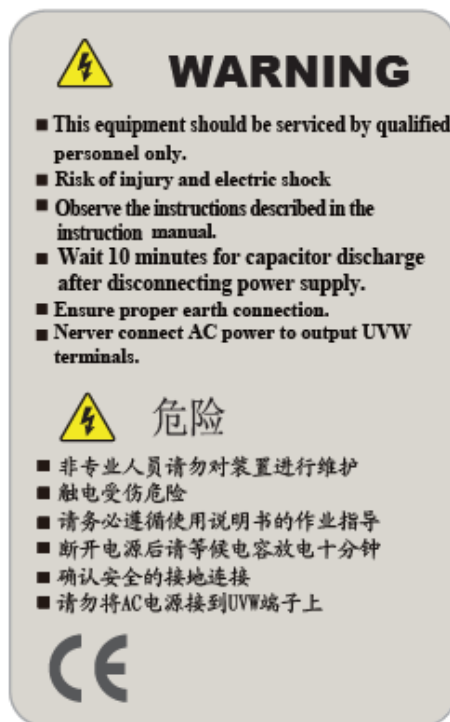 WARNING
■ This equipment should be serviced by qualified
personnel only.
■ Risk of injury and electric shock
■ Observe the instructions described in the
instruction manual.
■ Wait 10 minutes for capacitor discharge
after disconnecting power supply.
■ Ensure proper earth connection.
■ Nerver connect AC power to output UVW
terminals.
危险
■ 非专业人员请勿对装置进行维护
■ 触电受伤危险
■ 请务必遵循使用说明书的作业指导
■ 断开电源后请等候电容放电十分钟
■ 确认安全的接地连接
■ 请勿将AC电源接到UVW端子上
CE